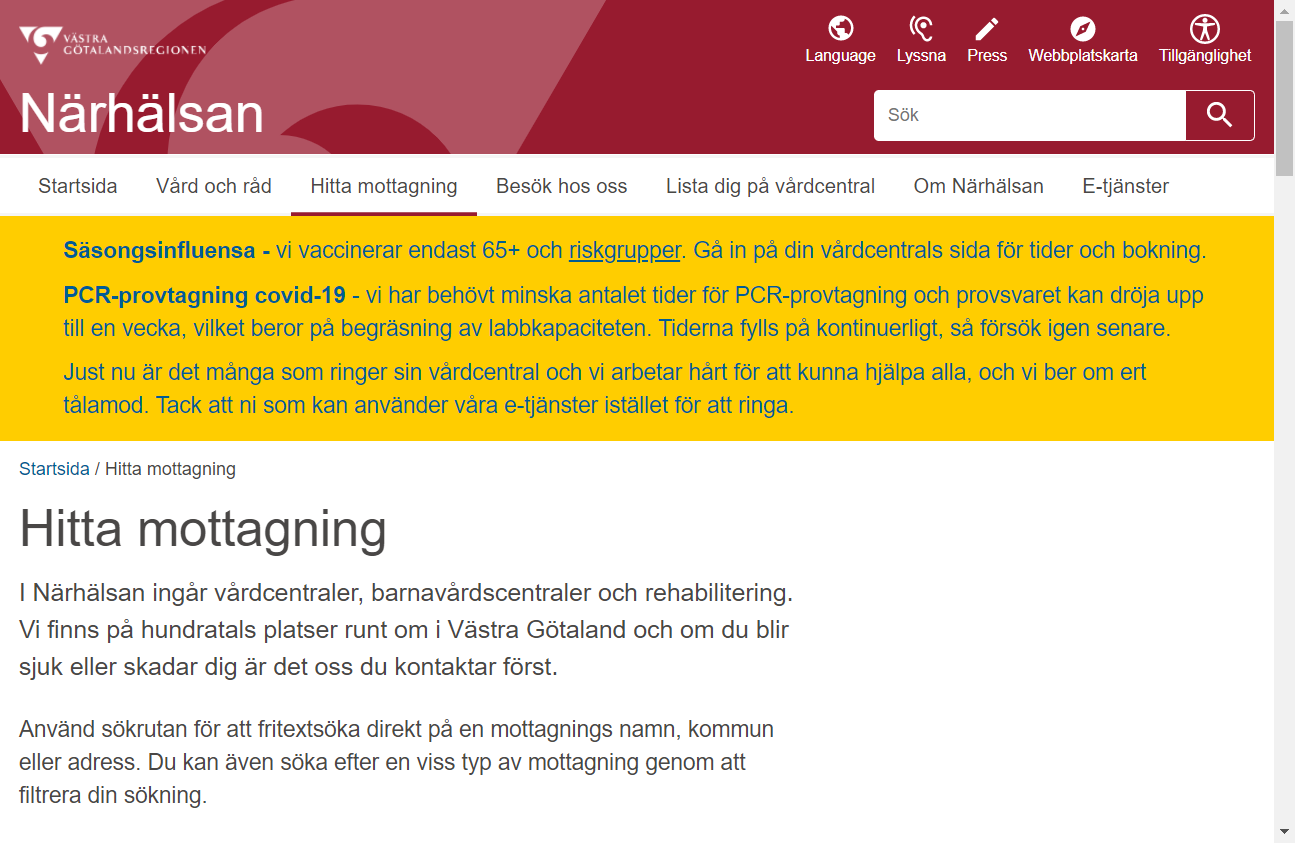 VÄSTRA
GÖTALANDSREGIONEN
Närhälsan
Language Lyssna Press Webbplatskarta Tillgänglighet
Sök
Startsida Vård och råd Hitta mottagning Besök hos oss Lista dig på vårdcentral Om Närhälsan E-tjänster
Säsongsinfluensa - vi vaccinerar endast 65+ och riskgrupper. Gå in på din vårdcentrals sida för tider och bokning.
PCR-provtagning covid-19 - vi har behövt minska antalet tider för PCR-provtagning och provsvaret kan dröja upp
till en vecka, vilket beror på begräsning av labbkapaciteten. Tiderna fylls på kontinuerligt, så försök igen senare.
Just nu är det många som ringer sin vårdcentral och vi arbetar hårt för att kunna hjälpa alla, och vi ber om ert
tålamod. Tack att ni som kan använder våra e-tjänster istället för att ringa.
Startsida / Hitta mottagning
Hitta mottagning
I Närhälsan ingår vårdcentraler, barnavårdscentraler och rehabilitering.
Vi finns på hundratals platser runt om i Västra Götaland och om du blir
sjuk eller skadar dig är det oss du kontaktar först.
Använd sökrutan för att fritextsöka direkt på en mottagnings namn, kommun
eller adress. Du kan även söka efter en viss typ av mottagning genom att
filtrera din sökning.